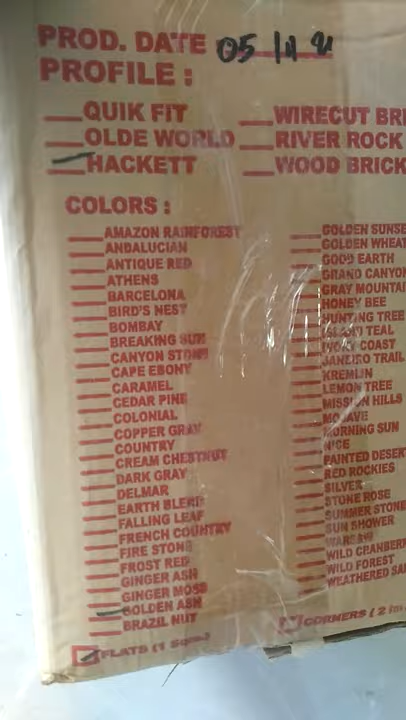 PROD. DATE 05
PROFILE :
QUIK FIT
OLDE WORLD
HACKETT
WIRECUT BRI
RIVER ROCK
WOOD BRICK
COLORS :
AMAZON RAINFOREST
ANDALUCIAN
ANTIQUE RED
ATHENS
BARCELONA
BIRD'S NEST
BOMBAY
BREAKING SUN
CANYON STONE
CAPE EBONY
CARAMEL
CEDAR PINE
COLONIAL
COPPER GRAY
COUNTRY
CREAM CHESTNUT
DARK GRAY
DELMAR
EARTH BLEND
FALLING LEAF
FRENCH COUNTRY
FIRE STONE
FROST RED
GINGER ASH
GINGER MOSS
GOLDEN ASH
BRAZIL NUT
GOLDEN SUNSE
GOLDEN WHEAT
GOOD EARTH
GRAND CANYON
GRAY MOUNTAI
HONEY BEE
HUNTING TREE
ISLAND TEAL
IVORY COAST
JANEIRO TRAIL
KREMLIN
LEMON TREE
MISSION HILLS
MOJAVE
MORNING SUN
NICE
PAINTED DESER
RED ROCKIES
SILVER
STONE ROSE
SUMMER STONE
SUN SHOWER
WARSAW
WILD CRANBERR
WILD FOREST
WEATHERED SA
FLATS (1 Sqm.)
CORNERS ( 2 lm